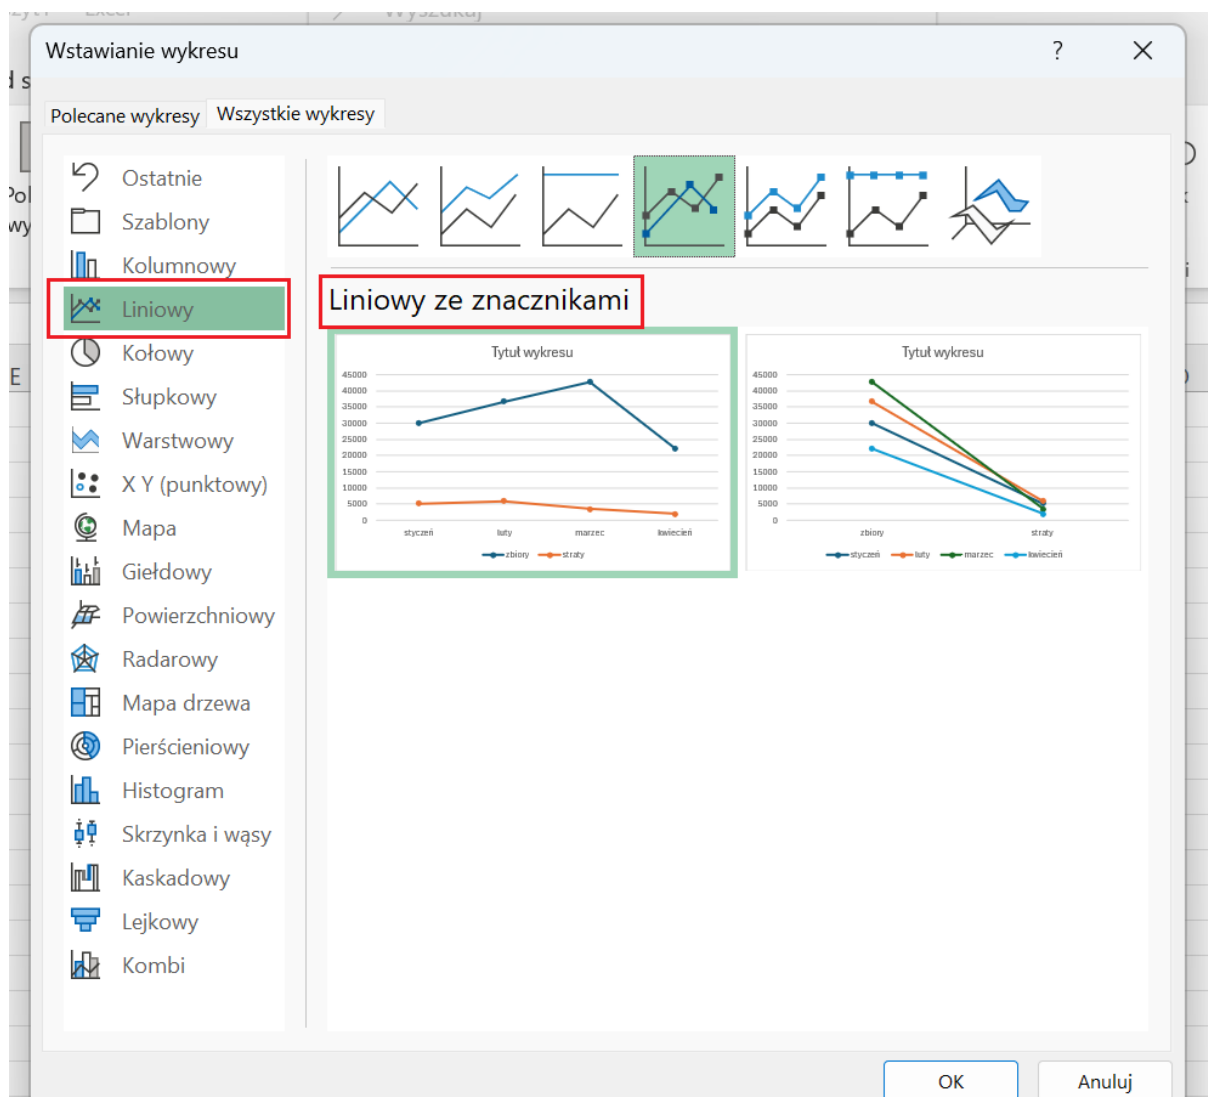 Excel
Wyszukaj
Wstawianie wykresu
?
Polecane wykresy
Wszystkie wykresy
Ostatnie
Szablony
Kolumnowy
Liniowy
Kołowy
Słupkowy
Warstwowy
X Y (punktowy)
Mapa
Giełdowy
Powierzchniowy
Radarowy
Mapa drzewa
Pierścieniowy
Histogram
Skrzynka i wąsy
Kaskadowy
Lejkowy
Kombi
Liniowy ze znacznikami
Tytuł wykresu
45000
40000
35000
30000
25000
20000
15000
10000
5000
0
styczeń luty marzec kwiecień
zbiory straty
Tytuł wykresu
45000
40000
35000
30000
25000
20000
15000
10000
5000
0
zbiory straty
styczeń luty marzec kwiecień
E
OK
Anuluj